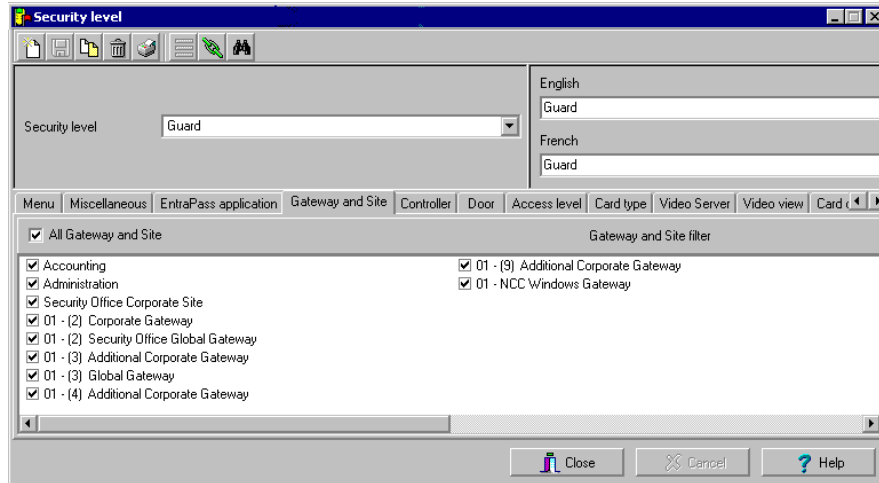 Security level
English
Guard
Security level Guard
French
Guard
Menu Miscellaneous EntraPass application Gateway and Site Controller Door Access level Card type Video Server Video view Card
All Gateway and Site Gateway and Site filter
Accounting 01 - (9) Additional Corporate Gateway
Administration 01 - NCC Windows Gateway
Security Office Corporate Site
01 - (2) Corporate Gateway
01 - (2) Security Office Global Gateway
01 - (3) Additional Corporate Gateway
01 - (3) Global Gateway
01 - (4) Additional Corporate Gateway
Close Cancel Help